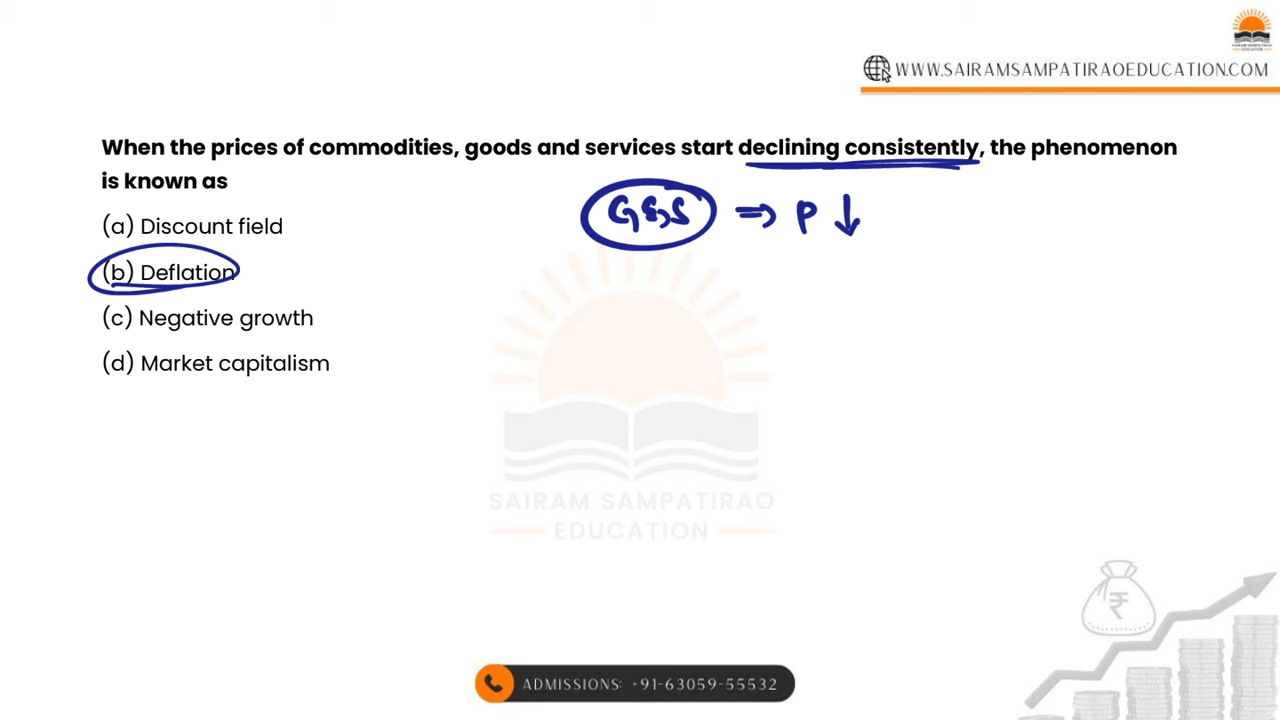 WWW.SAIRAMSAMPATIRAOEDUCATION.COM
When the prices of commodities, goods and services start declining consistently, the phenomenon
is known as
G & S ⇒ P ↓
(a) Discount field
(b) Deflation
(c) Negative growth
(d) Market capitalism
SAIRAM SAMPATIRAO
EDUCATION
₹
ADMISSIONS: +91-63059-55532